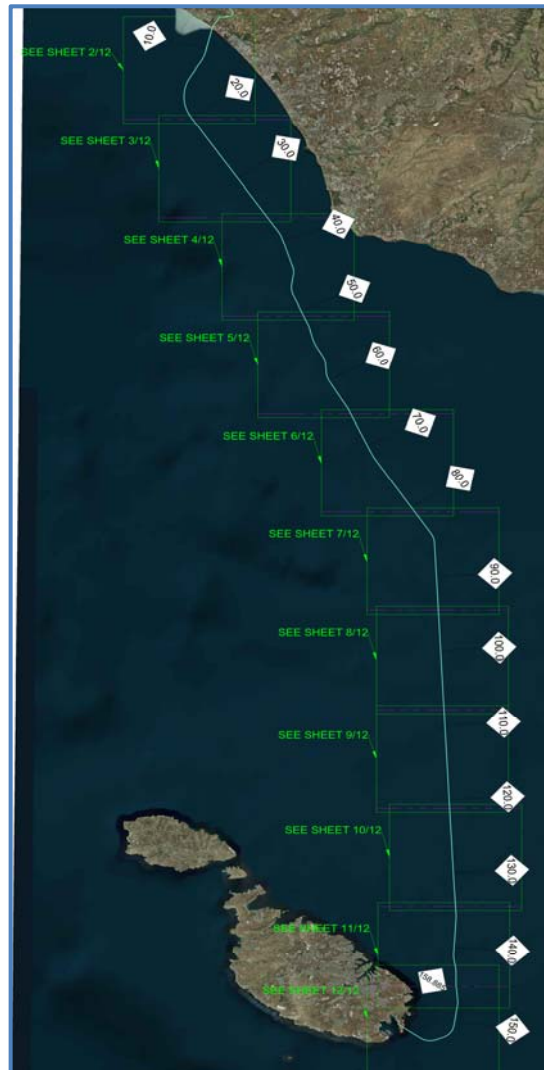 10.0
SEE SHEET 2/12
20.0
30.0
SEE SHEET 3/12
40.0
SEE SHEET 4/12
50.0
SEE SHEET 5/12
60.0
70.0
SEE SHEET 6/12
80.0
SEE SHEET 7/12
90.0
SEE SHEET 8/12
100.0
110.0
SEE SHEET 9/12
120.0
SEE SHEET 10/12
130.0
SEE SHEET 11/12
140.0
SEE SHEET 12/12
150.0